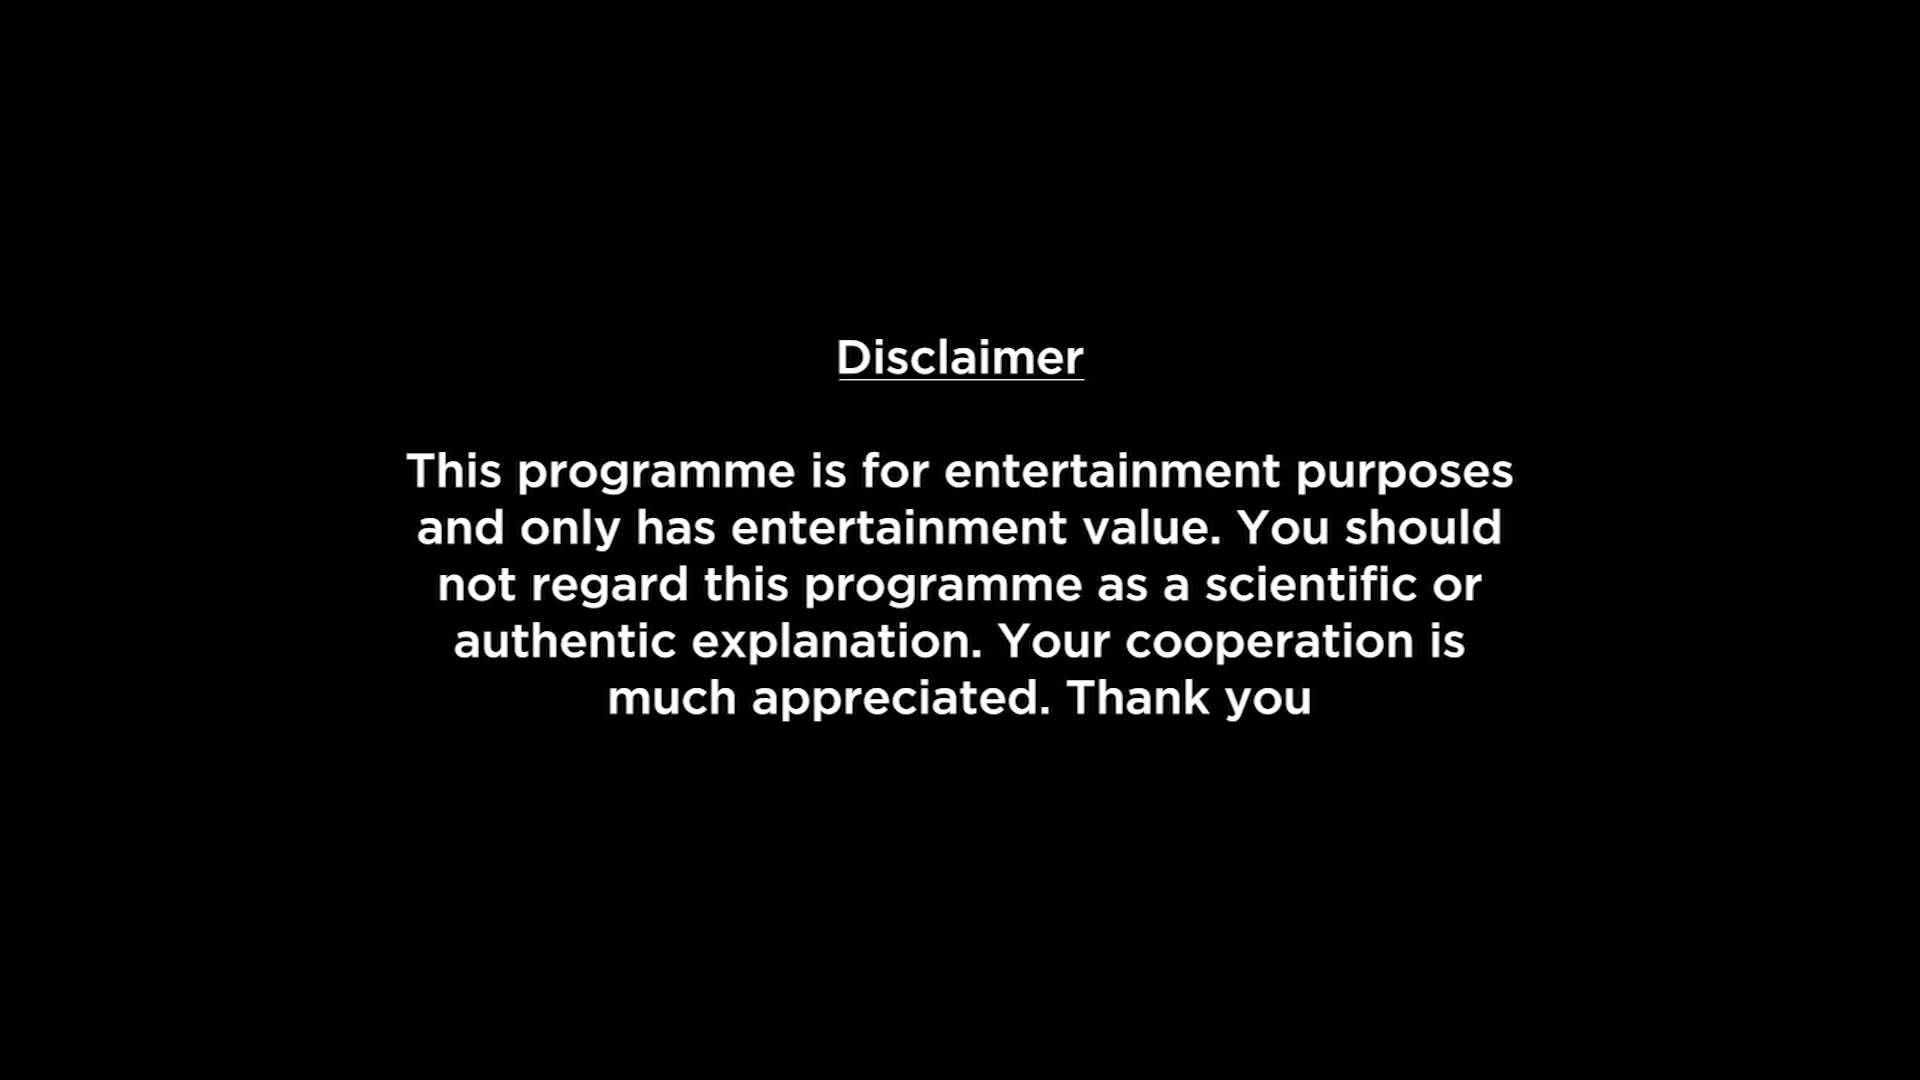 Disclaimer
This programme is for entertainment purposes
and only has entertainment value. You should
not regard this programme as a scientific or
authentic explanation. Your cooperation is
much appreciated. Thank you